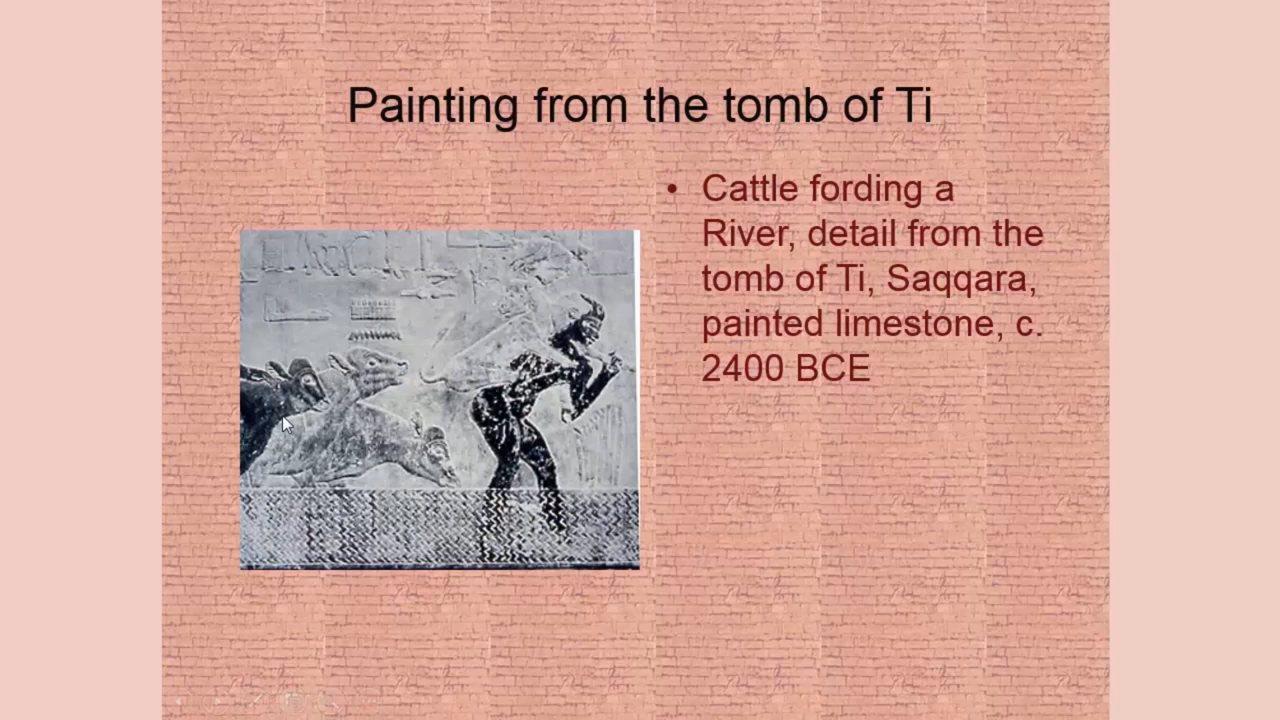 Painting from the tomb of Ti
• Cattle fording a
River, detail from the
tomb of Ti, Saqqara,
painted limestone, c.
2400 BCE